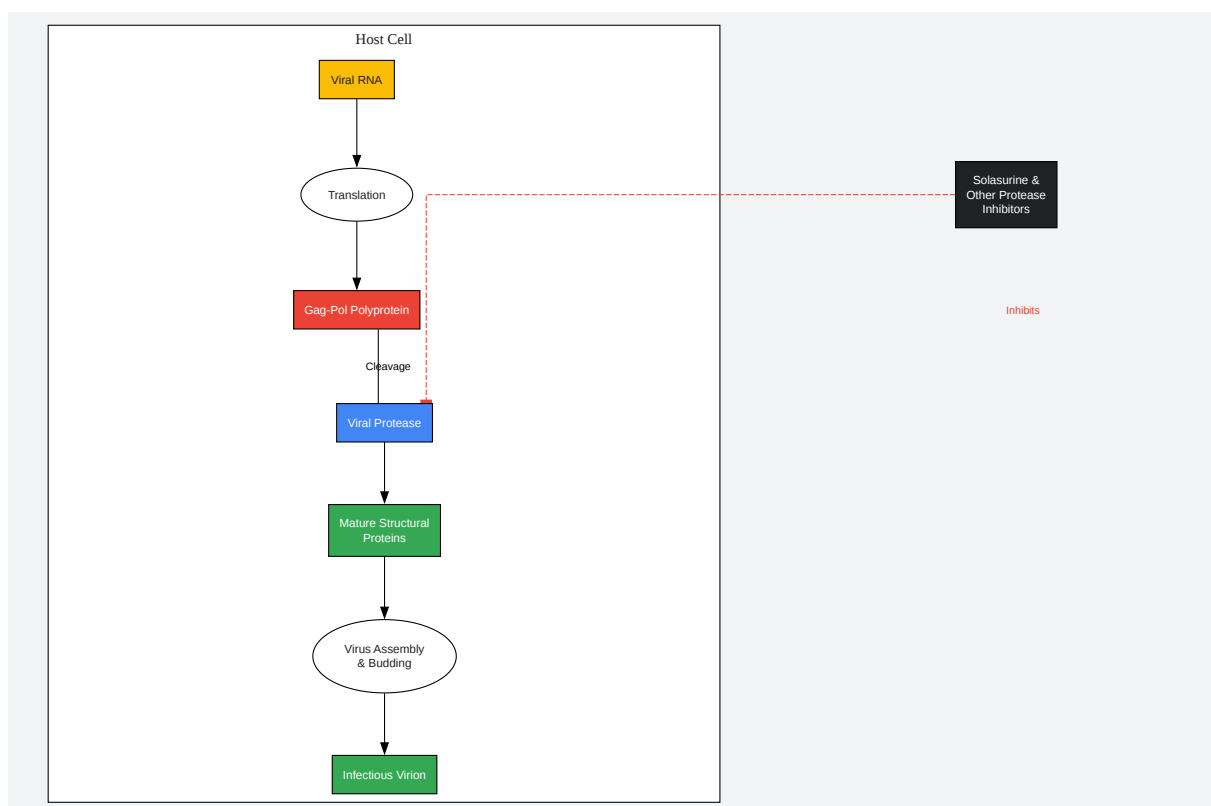 Host Cell
Viral RNA
Translation
Solasurine &
Other Protease
Inhibitors
Gag-Pol Polyprotein
Inhibits
Cleavage
Viral Protease
Mature Structural
Proteins
Virus Assembly
& Budding
Infectious Virion